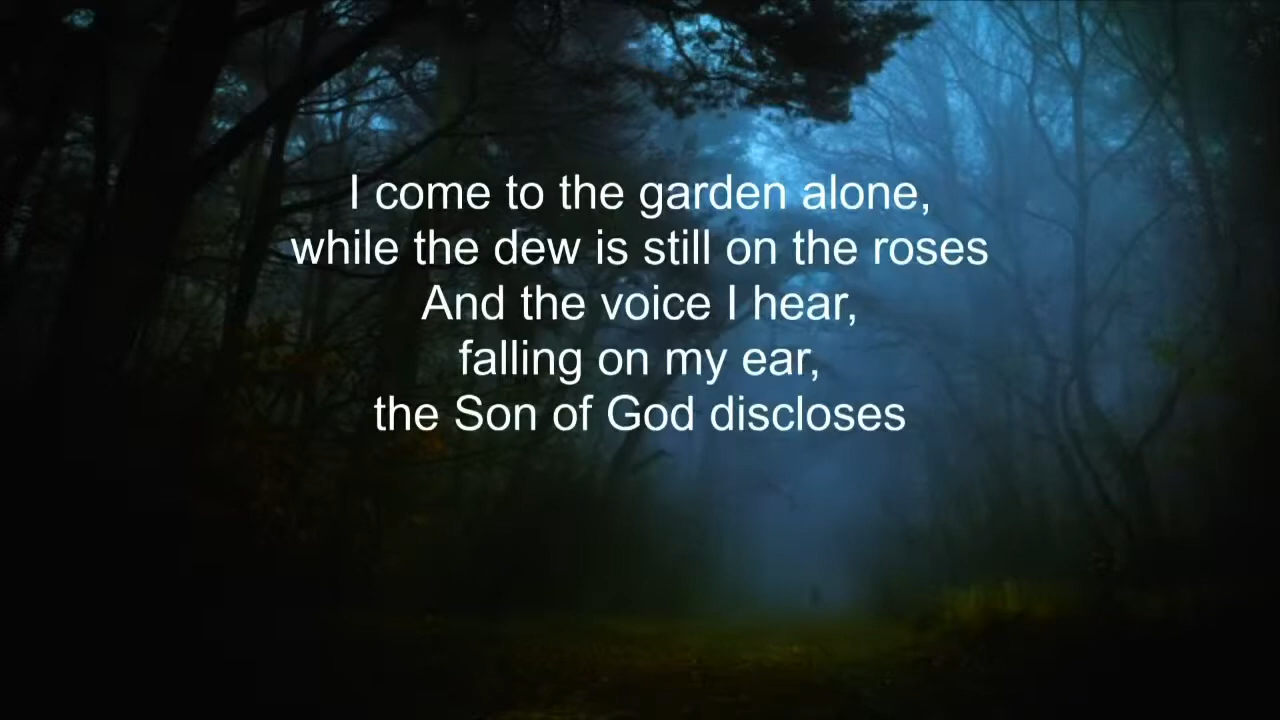 I come to the garden alone,
while the dew is still on the roses
And the voice I hear,
falling on my ear,
the Son of God discloses